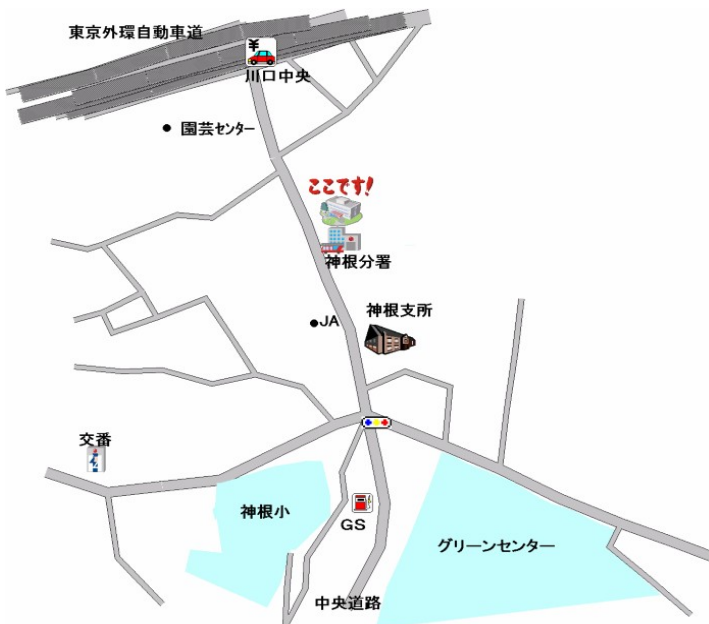 東京外環自動車道
¥
川口中央
園芸センター
ここです!
神根分署
JA
神根支所
交番
神根小
GS
グリーンセンター
中央道路